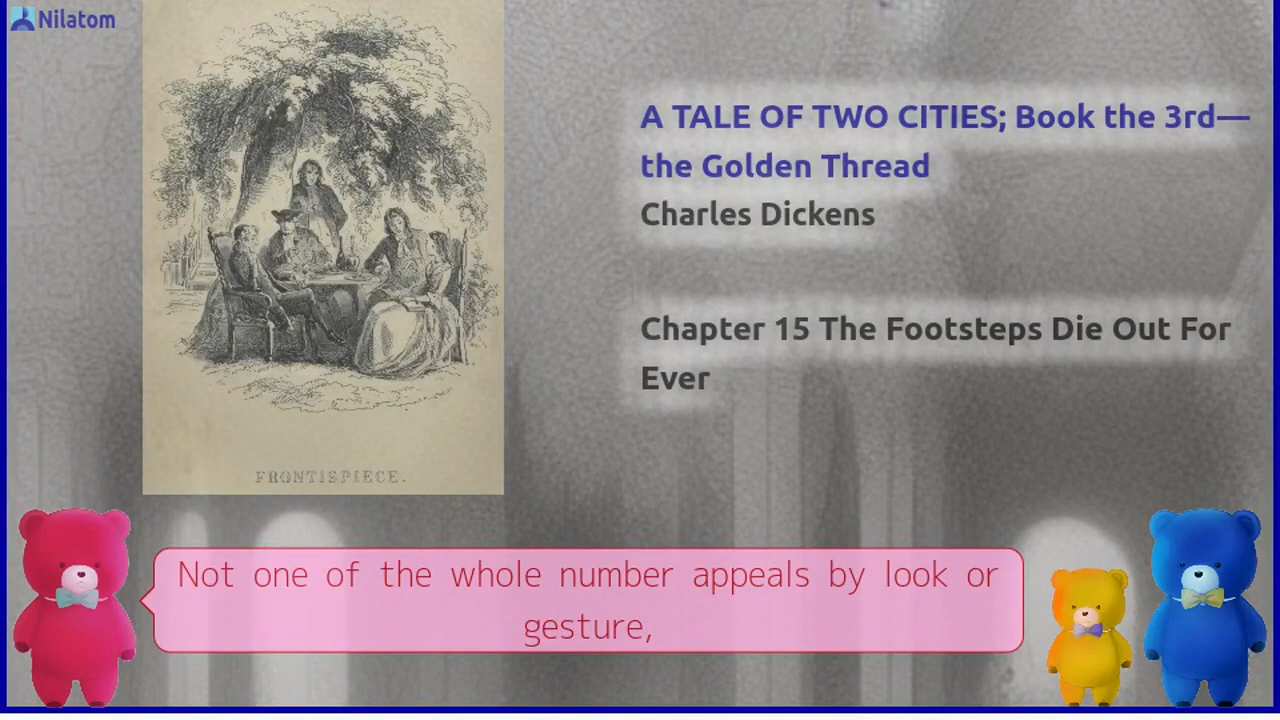 Nilatom
A TALE OF TWO CITIES; Book the 3rd—
the Golden Thread
Charles Dickens
Chapter 15 The Footsteps Die Out For
Ever
FRONTISPIECE.
Not one of the whole number appeals by look or
gesture,